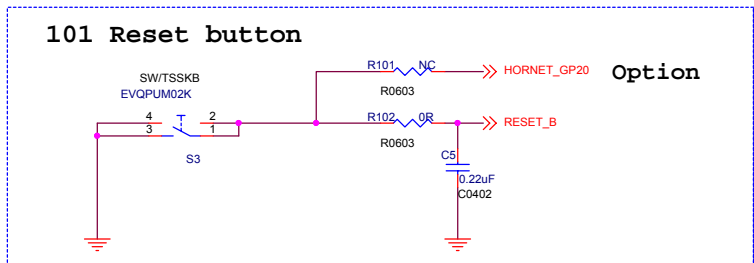 101 Reset button
R101 NC HORNET_GP20 Option
SW/TSSKB
R0603
EVQPUM02K
4 2 R102 0R RESET_B
3 1
R0603
S3
C5
0.22uF
C0402